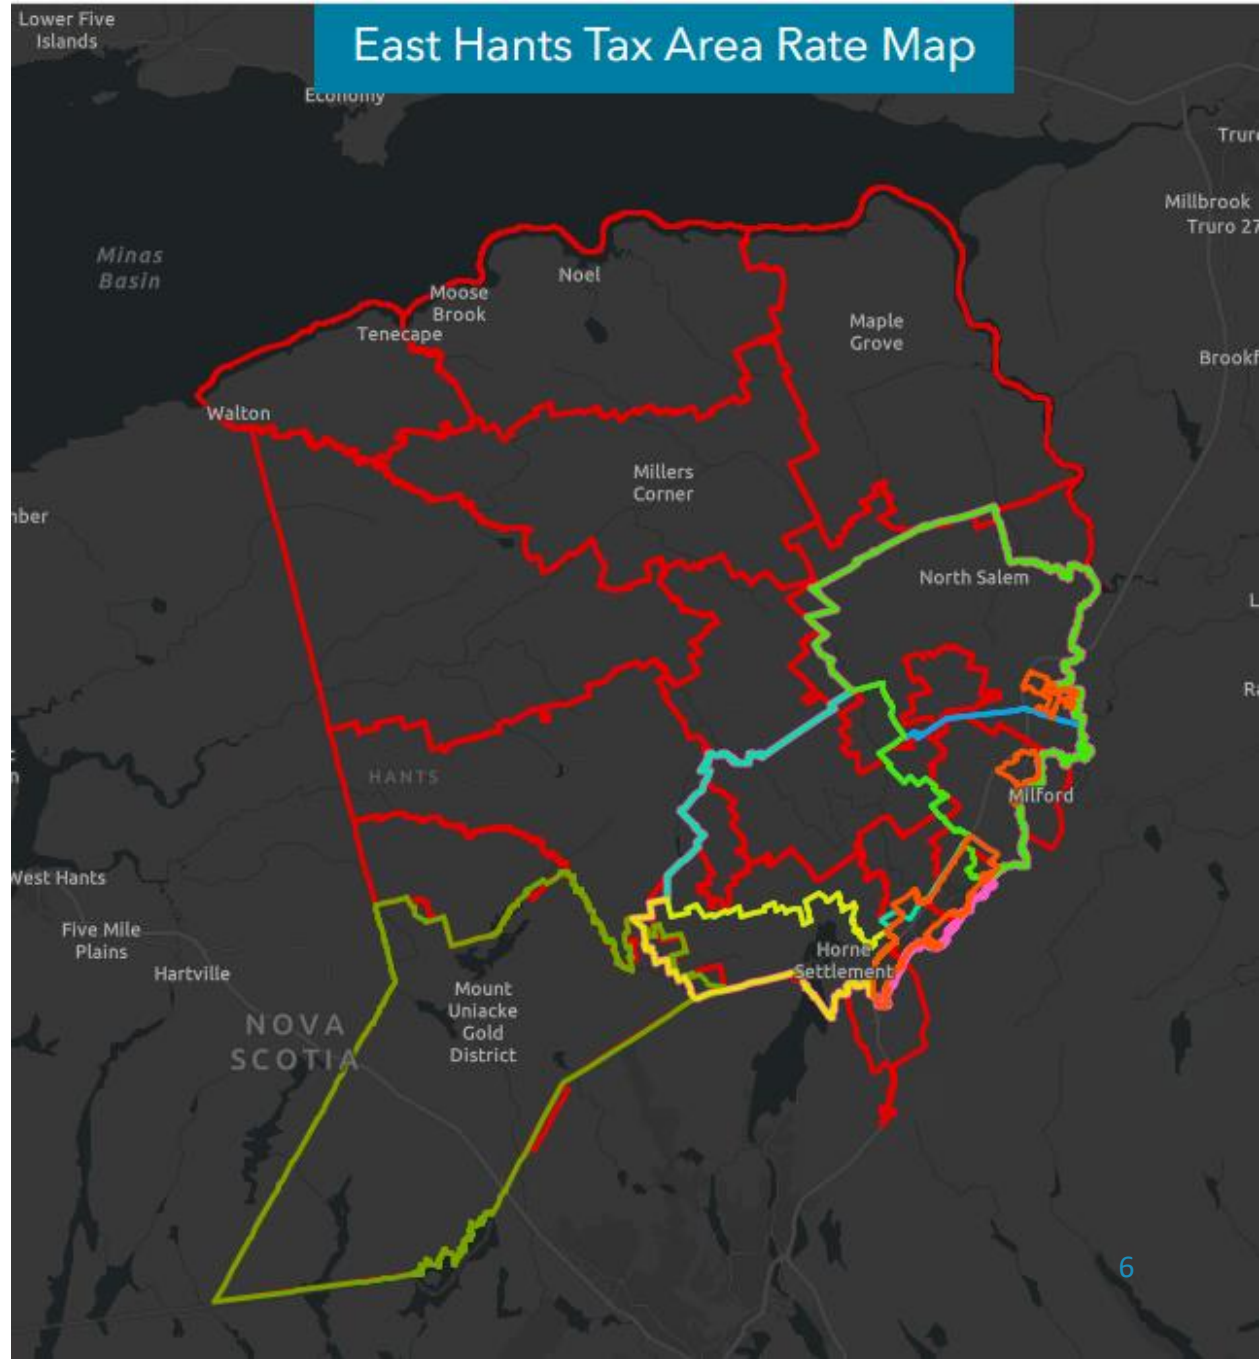 East Hants Tax Area Rate Map
Lower Five
Islands
Economy
Millbrook
Truro 27
Minas
Basin
Noel
Moose
Brook
Tenecape
Maple
Grove
Walton
Millers
Corner
North Salem
HANTS
Milford
West Hants
Five Mile
Plains
Hartville
Horne
Settlement
Mount
Uniacke
Gold
District
NOVA
SCOTIA
6